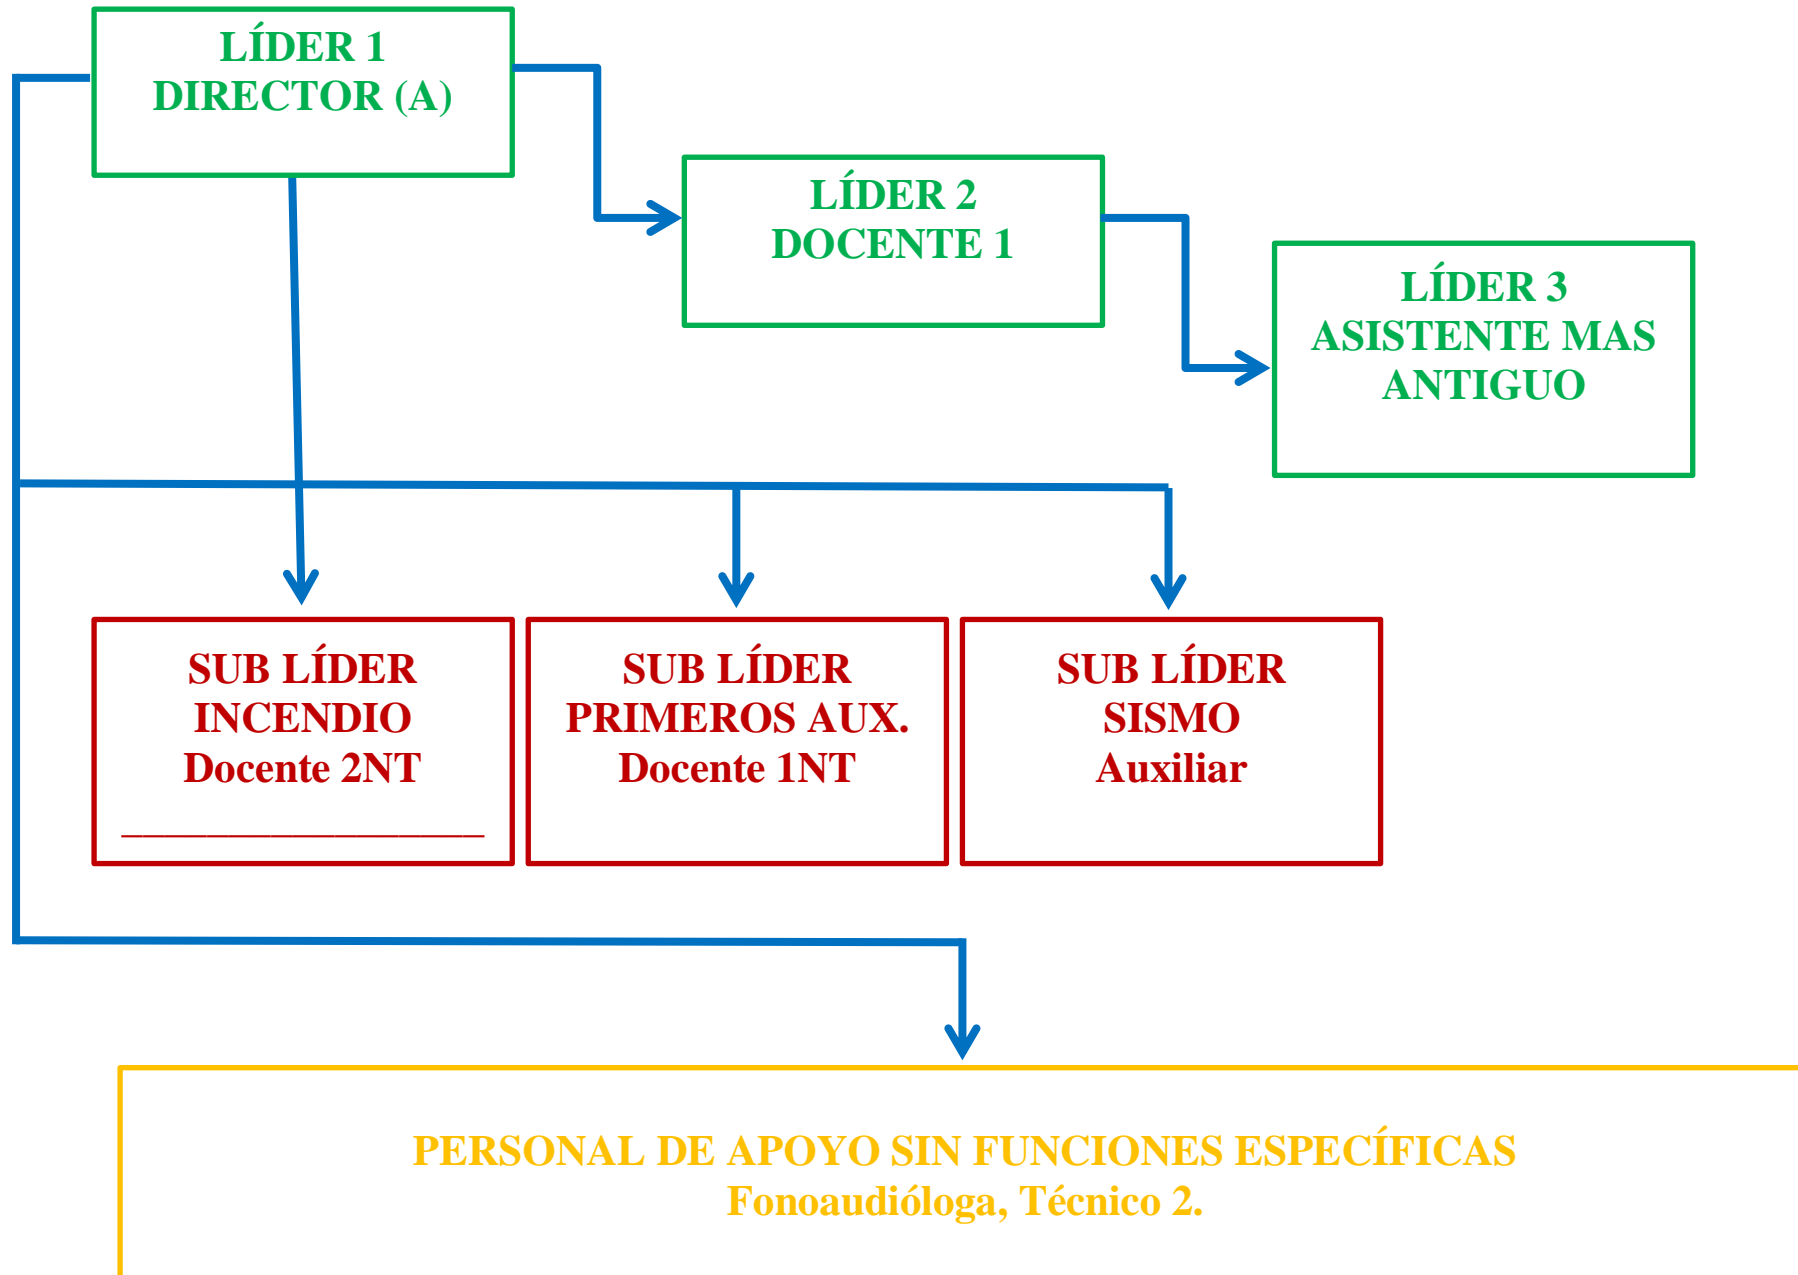 LÍDER 1
DIRECTOR (A)
LÍDER 2
DOCENTE 1
LÍDER 3
ASISTENTE MAS
ANTIGUO
SUB LÍDER
INCENDIO
Docente 2NT
_________________
SUB LÍDER
PRIMEROS AUX.
Docente 1NT
SUB LÍDER
SISMO
Auxiliar
PERSONAL DE APOYO SIN FUNCIONES ESPECÍFICAS
Fonoaudióloga, Técnico 2.